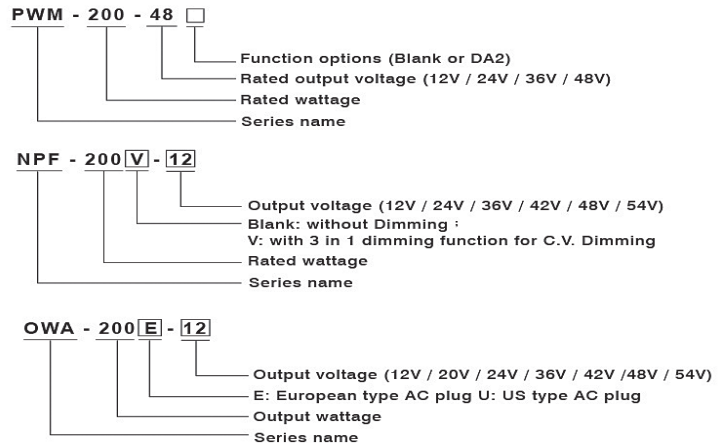 PWM - 200 - 48 □
Function options (Blank or DA2)
Rated output voltage (12V / 24V / 36V / 48V)
Rated wattage
Series name
NPF - 200 V - 12
Output voltage (12V / 24V / 36V / 42V / 48V / 54V)
Blank: without Dimming ;
V: with 3 in 1 dimming function for C.V. Dimming
Rated wattage
Series name
OWA - 200 E - 12
Output voltage (12V / 20V / 24V / 36V / 42V /48V / 54V)
E: European type AC plug U: US type AC plug
Output wattage
Series name